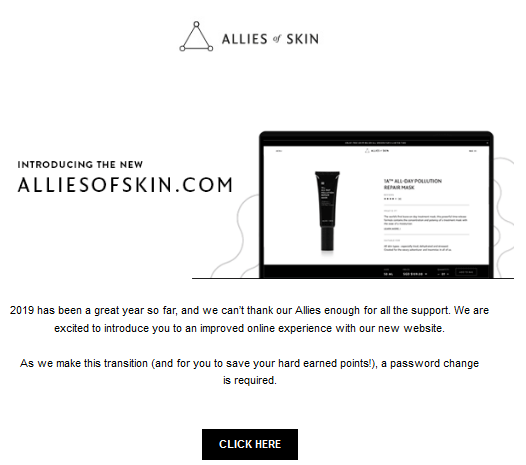 ALLIES of SKIN
INTRODUCING THE NEW
ALLIESOFSKIN.COM
ALLIES of SKIN
1A™ ALL-DAY POLLUTION
REPAIR MASK
2019 has been a great year so far, and we can't thank our Allies enough for all the support. We are
excited to introduce you to an improved online experience with our new website.
As we make this transition (and for you to save your hard earned points!), a password change
is required.
CLICK HERE